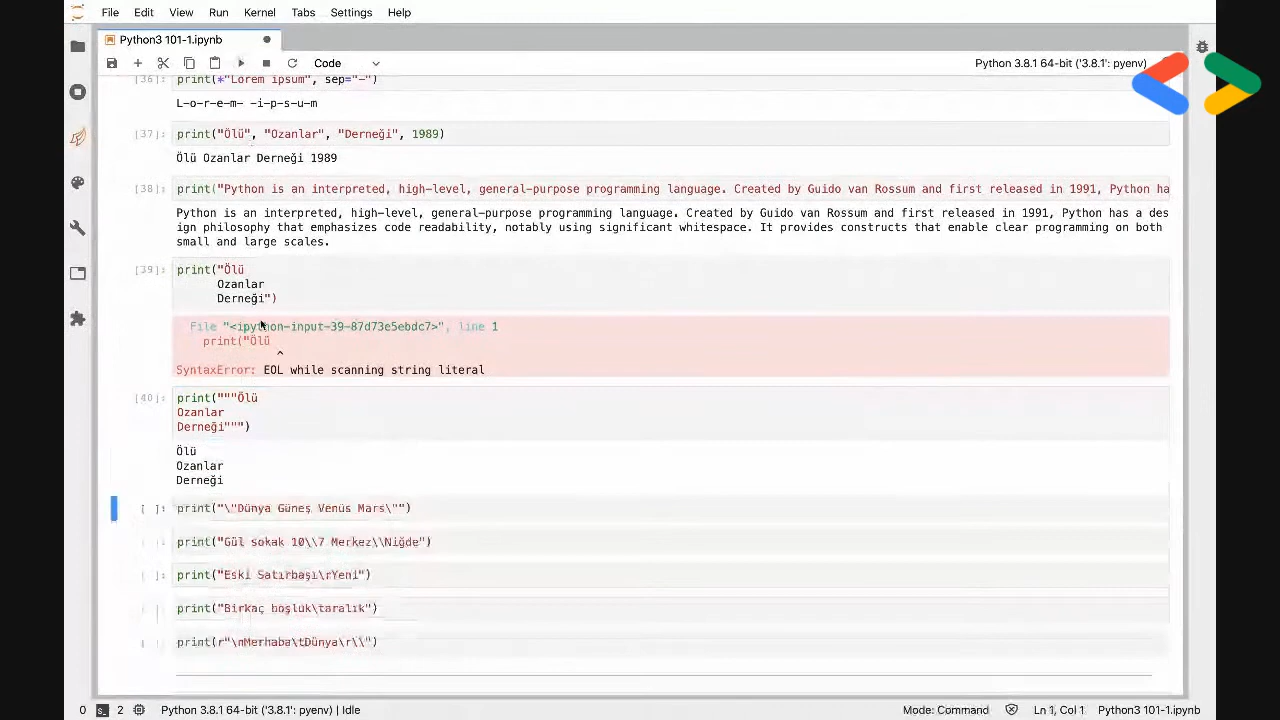 File Edit View Run Kernel Tabs Settings Help
Python3 101-1.ipynb
Code Python 3.8.1 64-bit ('3.8.1': pyenv)
[36]: print(*"Lorem ipsum", sep="-")
L-o-r-e-m- -i-p-s-u-m
[37]: print("Ölü", "Ozanlar", "Derneği", 1989)
Ölü Ozanlar Derneği 1989
[38]: print("Python is an interpreted, high-level, general-purpose programming language. Created by Guido van Rossum and first released in 1991, Python ha
Python is an interpreted, high-level, general-purpose programming language. Created by Guido van Rossum and first released in 1991, Python has a des
ign philosophy that emphasizes code readability, notably using significant whitespace. It provides constructs that enable clear programming on both
small and large scales.
[39]: print("Ölü
Ozanlar
Derneği")
File "<ipython-input-39-87d73e5ebdc7>", line 1
print("Ölü
^
SyntaxError: EOL while scanning string literal
[40]: print("""Ölü
Ozanlar
Derneği""")
Ölü
Ozanlar
Derneği
[ ]: print("\"Dünya Güneş Venüs Mars\"")
[ ]: print("Gül sokak 10\\7 Merkez\\Niğde")
[ ]: print("Eski Satırbaşı\rYeni")
[ ]: print("Birkaç boşluk\taralık")
[ ]: print(r"\nMerhaba\tDünya\r\\")
0 2 Python 3.8.1 64-bit ('3.8.1': pyenv) | Idle Mode: Command Ln 1, Col 1 Python3 101-1.ipynb